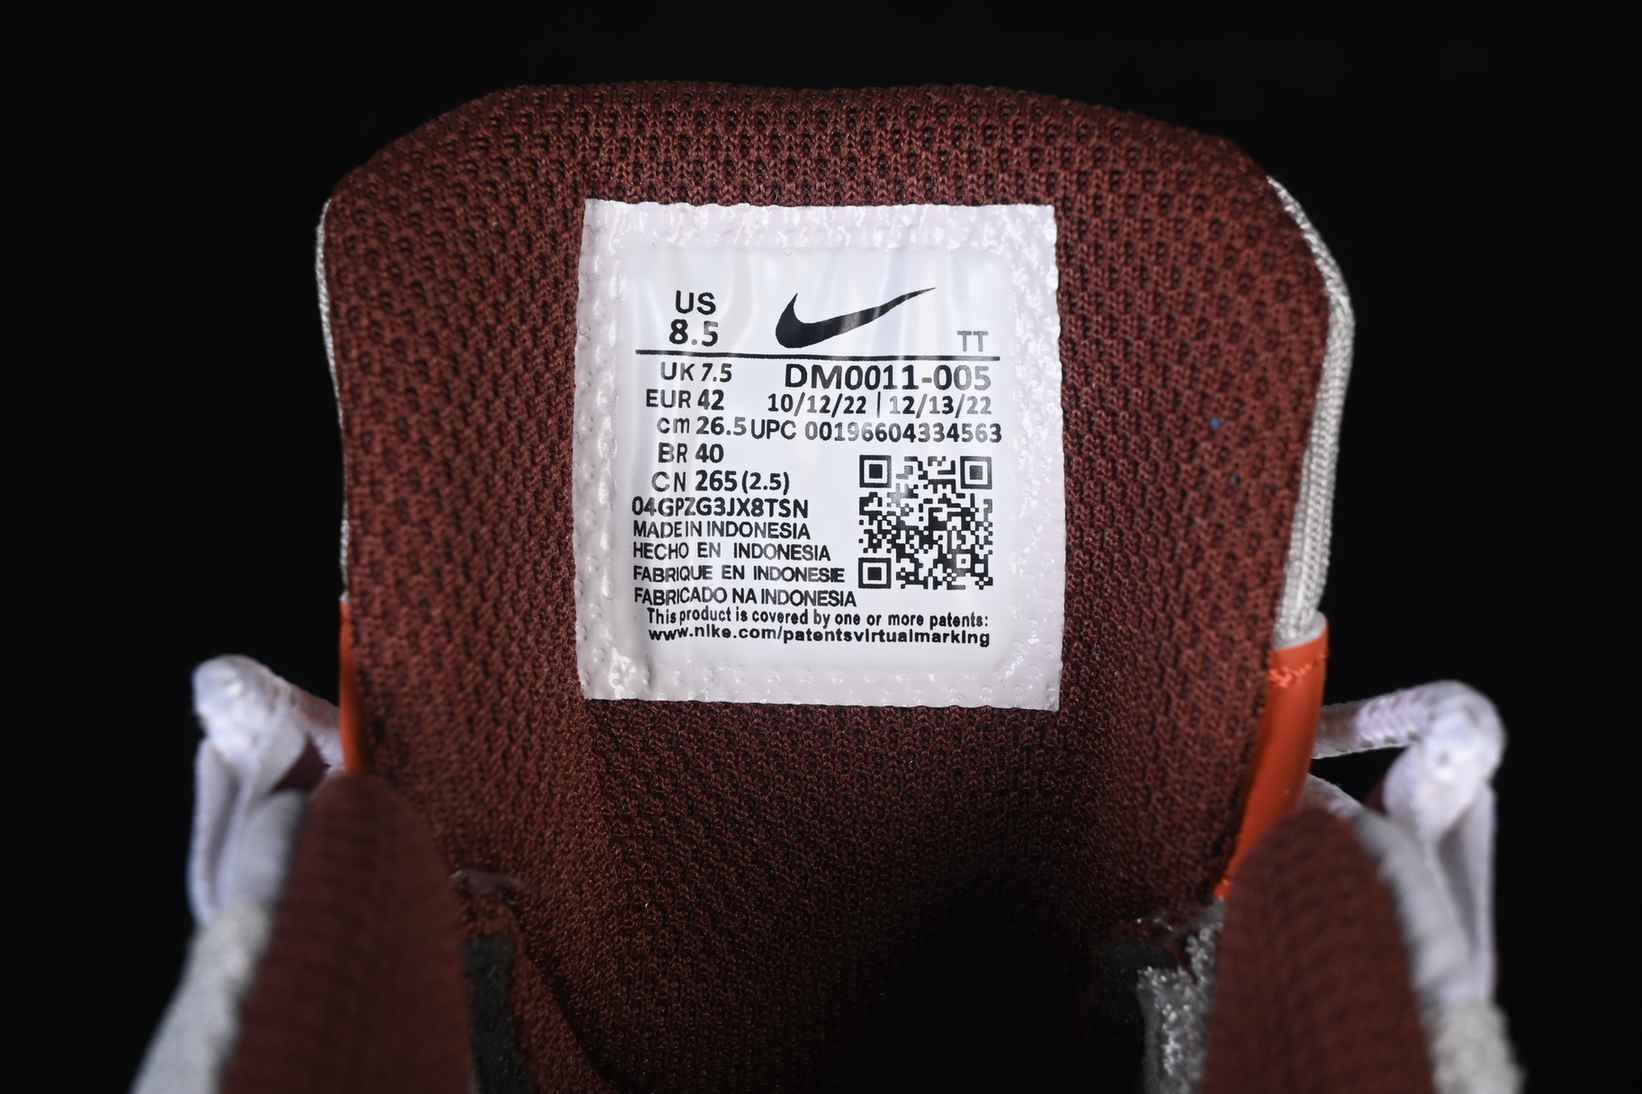 US
8.5
TT
UK 7.5
DM0011-005
EUR 42
10/12/22 | 12/13/22
cm 26.5
UPC 00196604334563
BR 40
CN 265 (2.5)
04GPZG3JX8TSN
MADE IN INDONESIA
HECHO EN INDONESIA
FABRIQUE EN INDONESIE
FABRICADO NA INDONESIA
This product is covered by one or more patents:
www.nike.com/patentsvirtualmarking